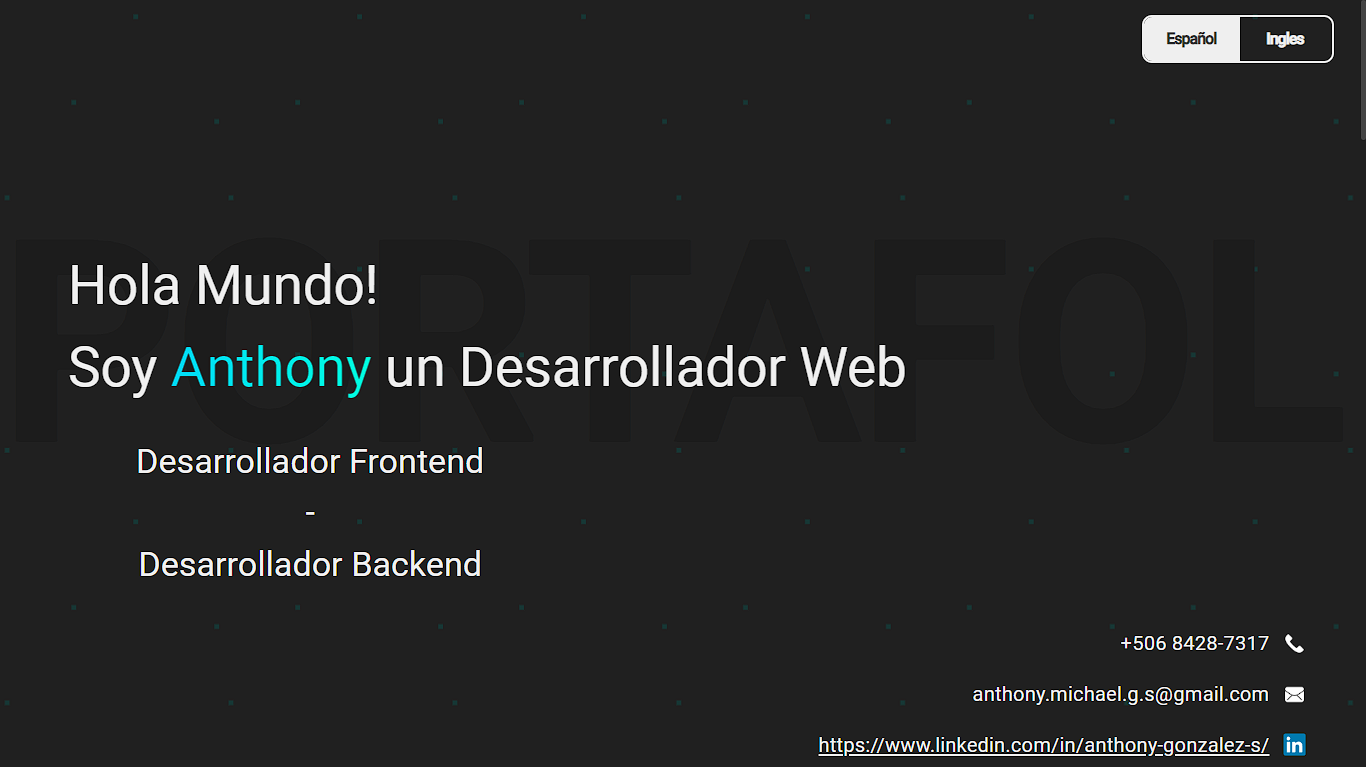 Español Ingles
PORTAFOL
Hola Mundo!
Soy Anthony un Desarrollador Web
Desarrollador Frontend
-
Desarrollador Backend
+506 8428-7317
anthony.michael.g.s@gmail.com
https://www.linkedin.com/in/anthony-gonzalez-s/ in